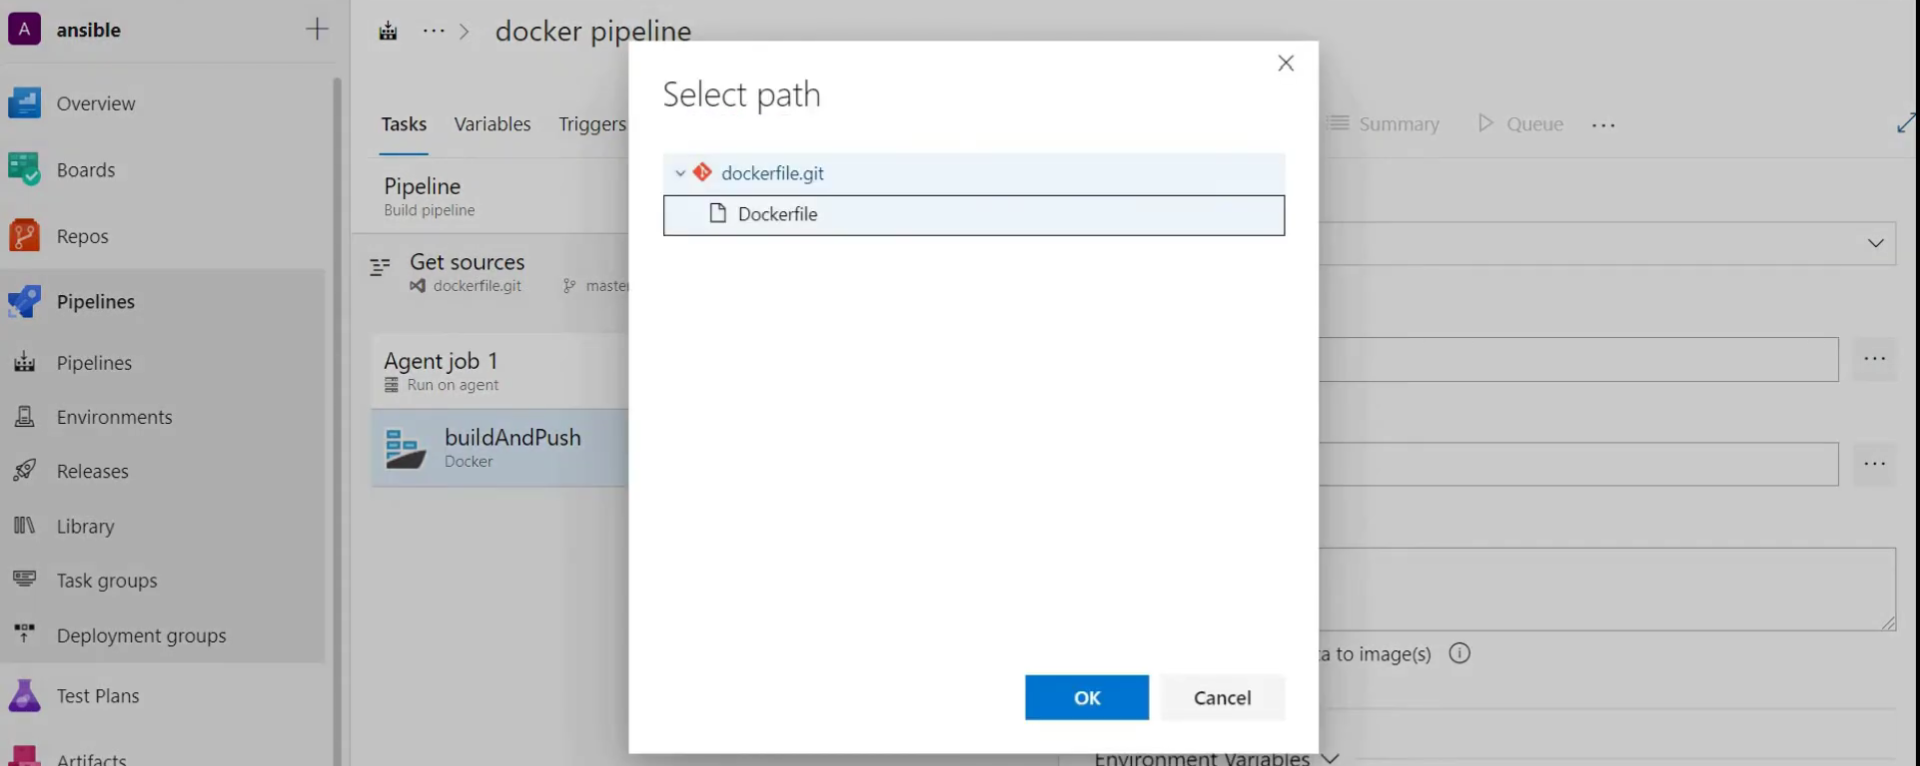 A ansible
Overview
Boards
Repos
Pipelines
Pipelines
Environments
Releases
Library
Task groups
Deployment groups
Test Plans
Artifacts
docker pipeline
Tasks Variables Triggers
Summary Queue
Pipeline
Build pipeline
Get sources
dockerfile.git master
Agent job 1
Run on agent
buildAndPush
Docker
Select path
dockerfile.git
Dockerfile
OK Cancel
to image(s)
Environment Variables